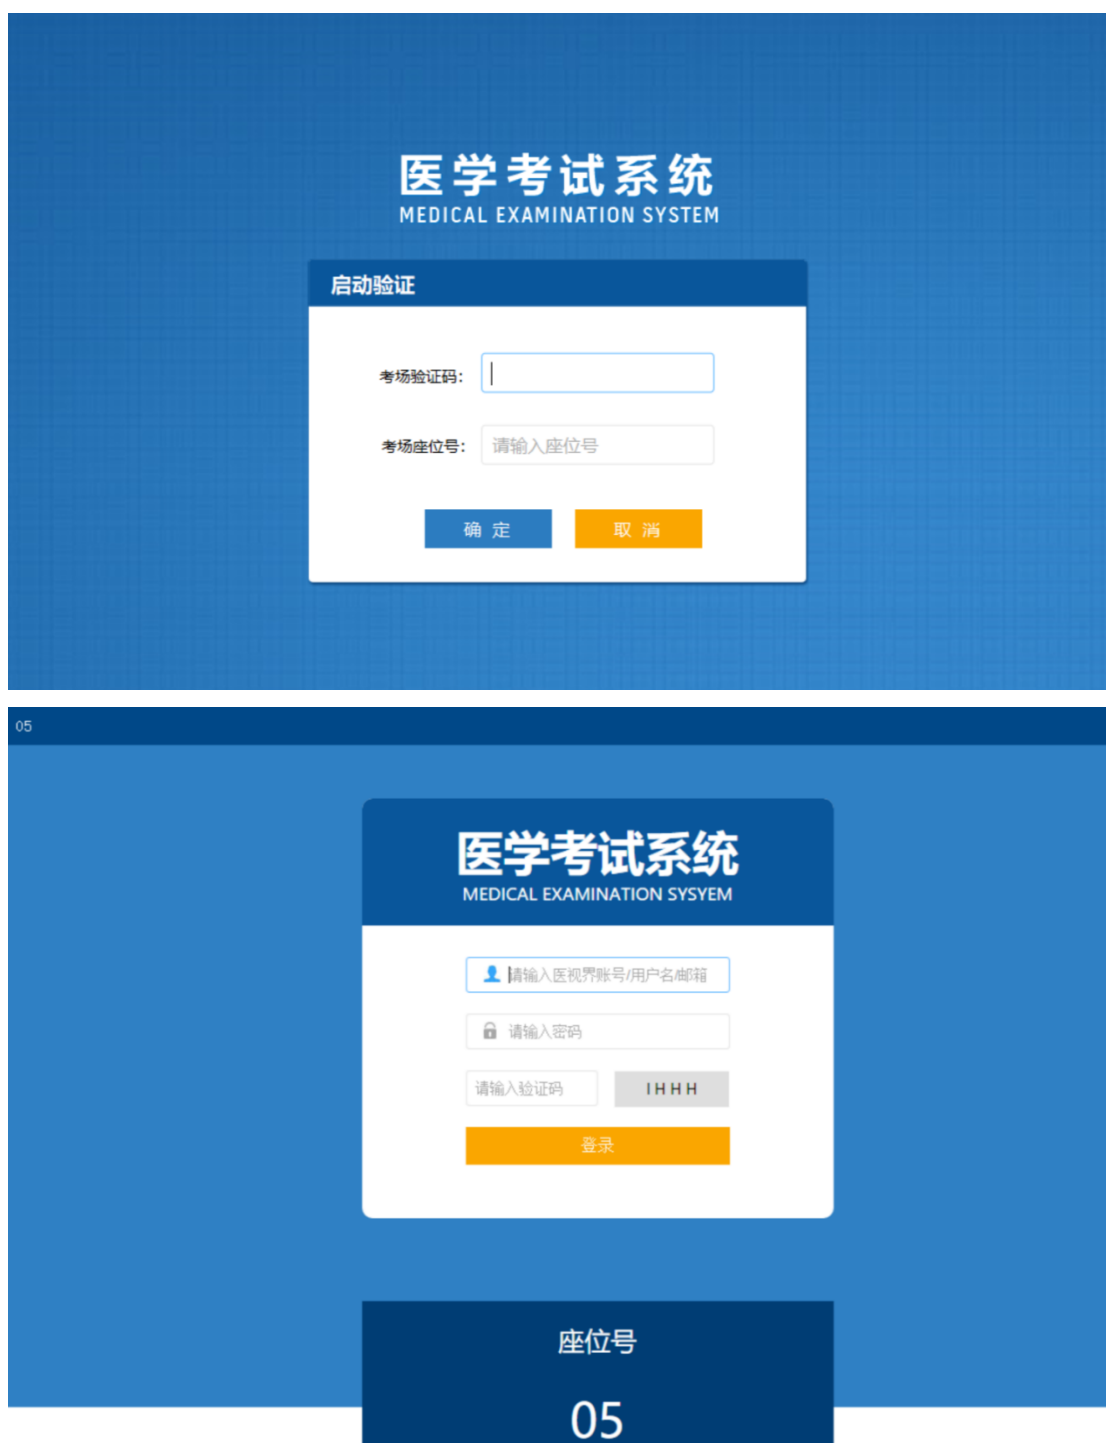 医学考试系统
MEDICAL EXAMINATION SYSTEM
启动验证
考场验证码：
考场座位号： 请输入座位号
确 定 取 消
05
医学考试系统
MEDICAL EXAMINATION SYSYEM
请输入医视界账号/用户名/邮箱
请输入密码
请输入验证码 IHHH
登录
座位号
05